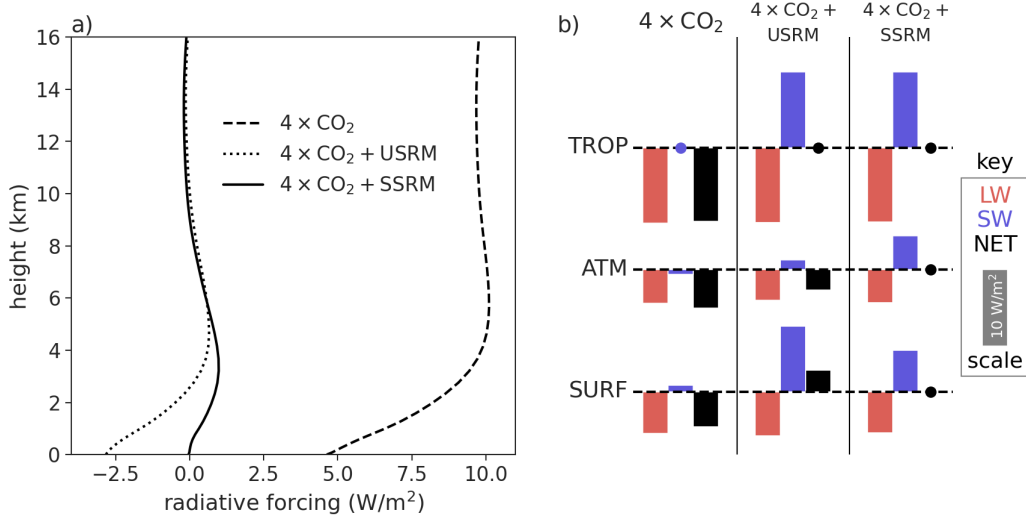 a)
16
14
12
10
8
6
4
2
0
height (km)
4 × CO₂
4 × CO₂ + USRM
4 × CO₂ + SSRM
−2.5 0.0 2.5 5.0 7.5 10.0
radiative forcing (W/m²)
b)
4 × CO₂
4 × CO₂ +
USRM
4 × CO₂ +
SSRM
TROP
ATM
SURF
key
LW
SW
NET
10 W/m²
scale